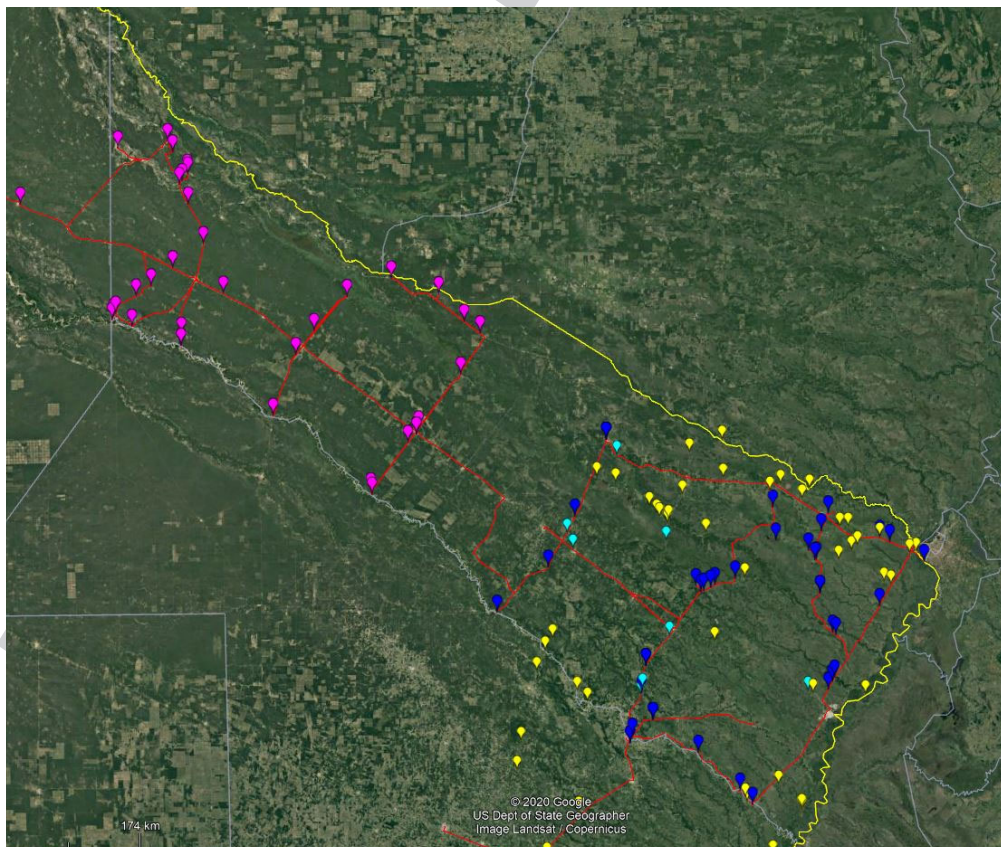 © 2020 Google
US Dept of State Geographer
Image Landsat / Copernicus
174 km